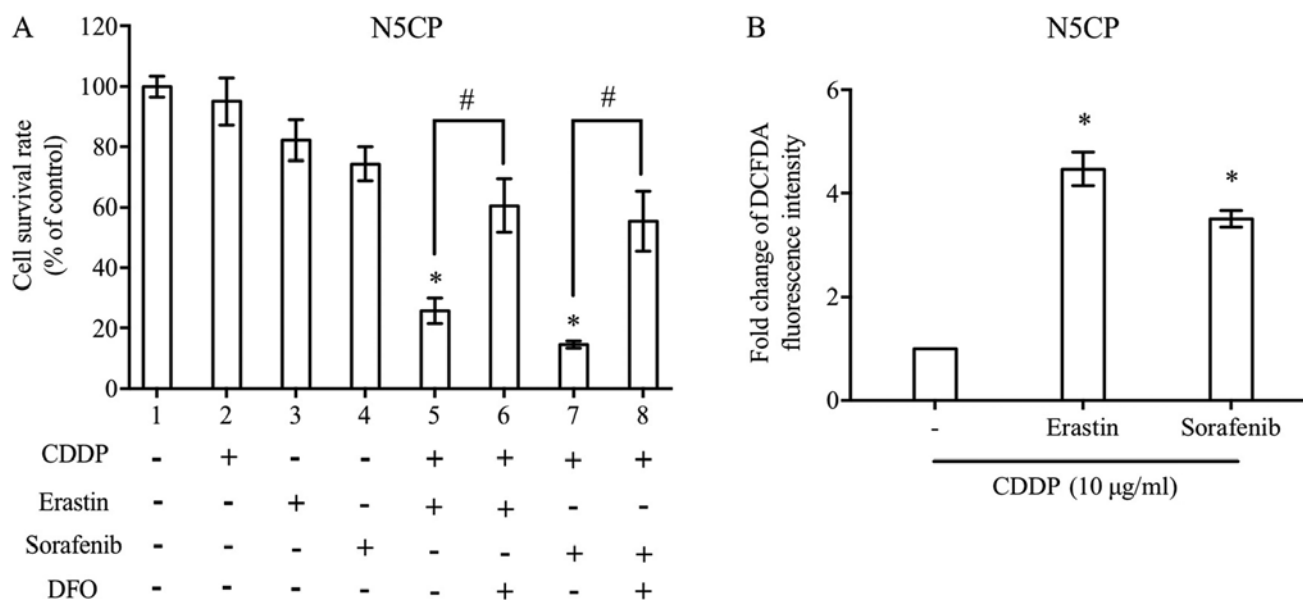 A
N5CP
Cell survival rate
(% of control)
120
100
80
60
40
20
0
#
#
*
*
1 2 3 4 5 6 7 8
CDDP - + - - + + + +
Erastin - - + - + + - -
Sorafenib - - - + - - + +
DFO - - - - - + - +
B
N5CP
Fold change of DCFDA
fluorescence intensity
6
4
2
0
*
*
- Erastin Sorafenib
CDDP (10 μg/ml)